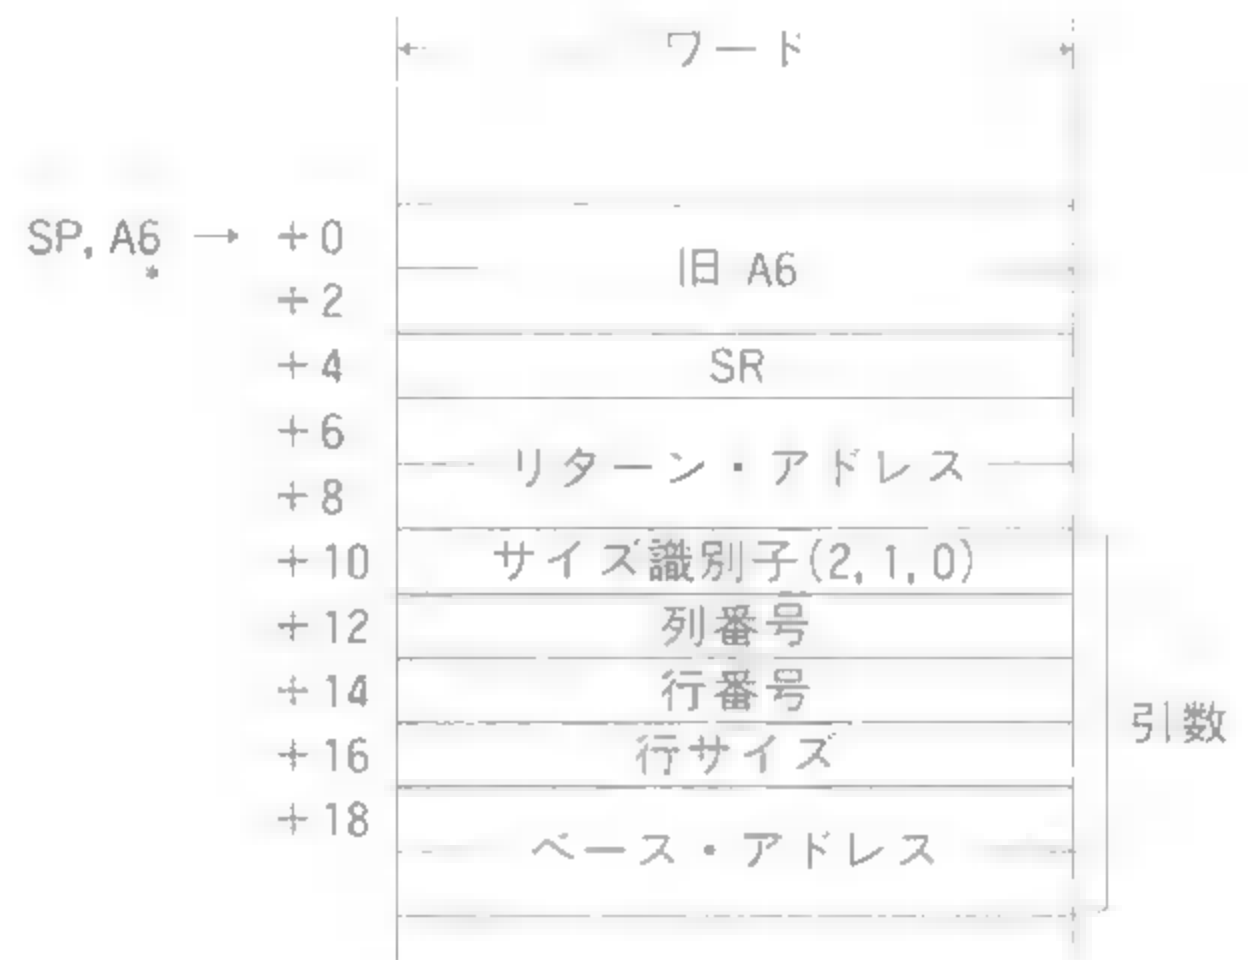 ワード
SP, A6 → +0
旧 A6
*
+2
+4 SR
+6
リターン・アドレス
+8
+10 サイズ識別子(2, 1, 0)
+12 列番号
+14 行番号
引数
+16 行サイズ
+18
ベース・アドレス